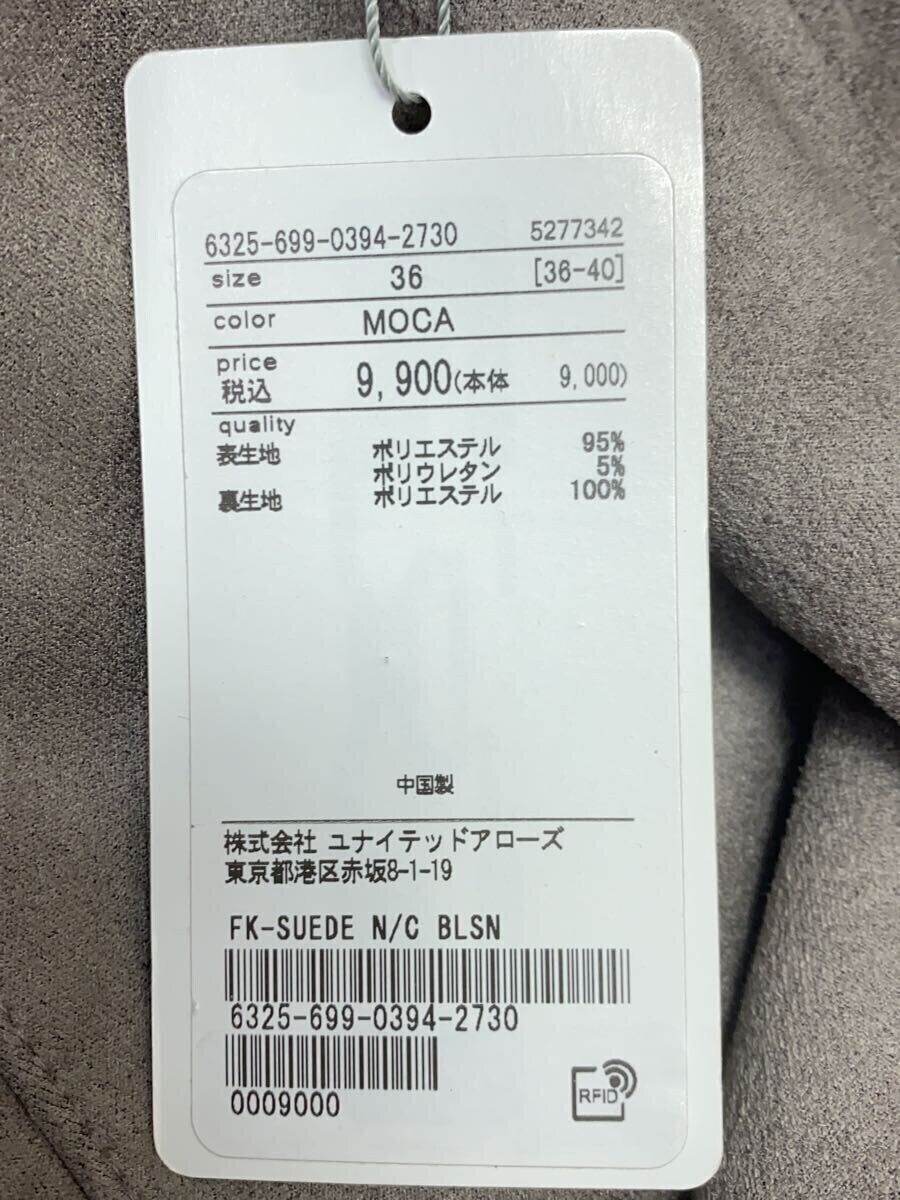 6325-699-0394-2730 5277342
size 36 [36-40]
color MOCA
price
税込 9,900(本体 9,000)
quality
表生地 ポリエステル 95%
ポリウレタン 5%
裏生地 ポリエステル 100%
中国製
株式会社 ユナイテッドアローズ
東京都港区赤坂8-1-19
FK-SUEDE N/C BLSN
6325-699-0394-2730
0009000
RFID